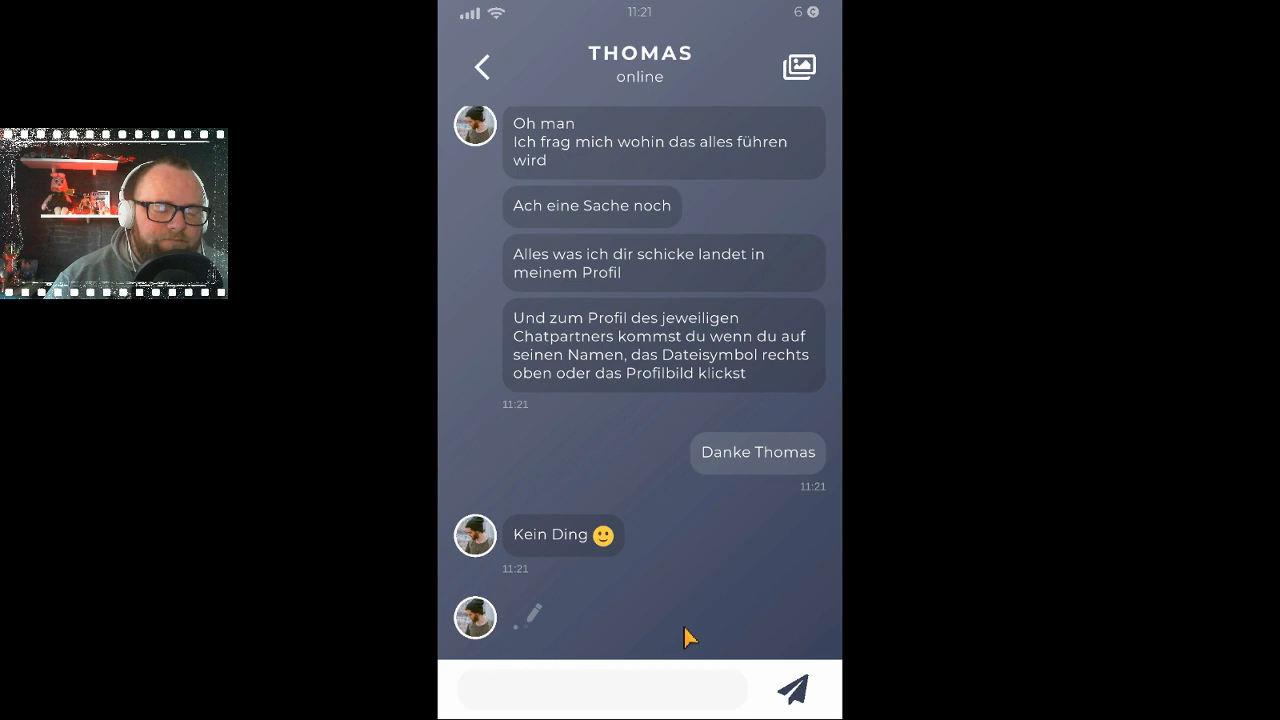 11:21
6
THOMAS
online
Oh man
Ich frag mich wohin das alles führen
wird
Ach eine Sache noch
Alles was ich dir schicke landet in
meinem Profil
Und zum Profil des jeweiligen
Chatpartners kommst du wenn du auf
seinen Namen, das Dateisymbol rechts
oben oder das Profilbild klickst
11:21
Danke Thomas
11:21
Kein Ding 🙂
11:21